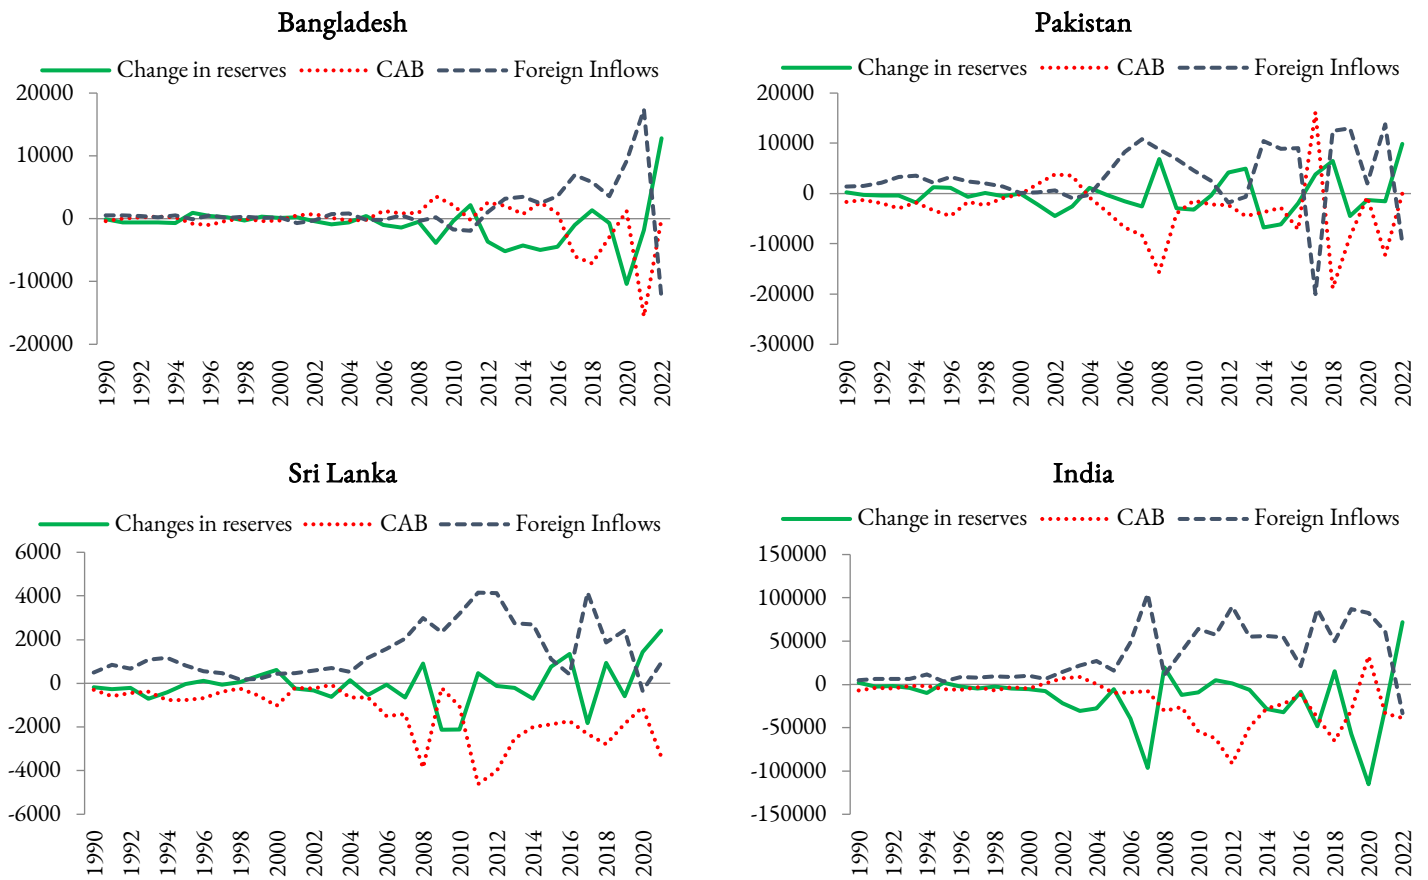 Bangladesh
Change in reserves CAB Foreign Inflows
20000
10000
0
-10000
-20000
1990 1992 1994 1996 1998 2000 2002 2004 2006 2008 2010 2012 2014 2016 2018 2020 2022
Pakistan
Change in reserves CAB Foreign Inflows
20000
10000
0
-10000
-20000
-30000
1990 1992 1994 1996 1998 2000 2002 2004 2006 2008 2010 2012 2014 2016 2018 2020 2022
Sri Lanka
Changes in reserves CAB Foreign Inflows
6000
4000
2000
0
-2000
-4000
-6000
1990 1992 1994 1996 1998 2000 2002 2004 2006 2008 2010 2012 2014 2016 2018 2020
India
Change in reserves CAB Foreign Inflows
150000
100000
50000
0
-50000
-100000
-150000
1990 1992 1994 1996 1998 2000 2002 2004 2006 2008 2010 2012 2014 2016 2018 2020 2022